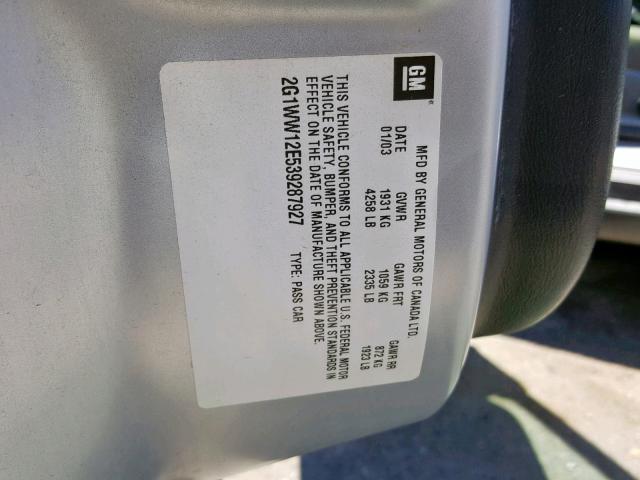 GM
MFD BY GENERAL MOTORS OF CANADA LTD.
DATE GVWR GAWR FRT GAWR RR
01/03 1931 KG 1059 KG 872 KG
4258 LB 2335 LB 1923 LB
THIS VEHICLE CONFORMS TO ALL APPLICABLE U.S. FEDERAL MOTOR
VEHICLE SAFETY, BUMPER, AND THEFT PREVENTION STANDARDS IN
EFFECT ON THE DATE OF MANUFACTURE SHOWN ABOVE.
2G1WW12E539287927 TYPE: PASS CAR